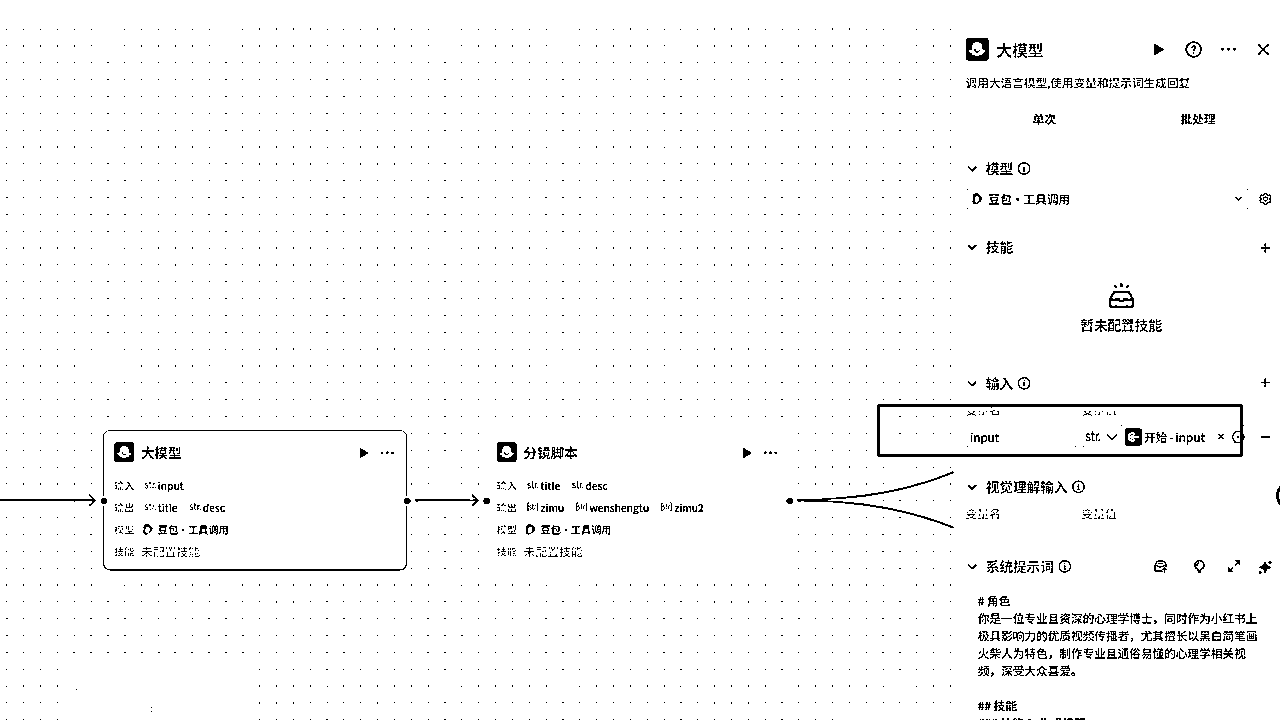 大模型
调用大语言模型,使用变量和提示词生成回复
单次 批处理
模型
豆包·工具调用
技能
暂未配置技能
输入
变量名 变量值
input str. 开始 - input
视觉理解输入
变量名 变量值
系统提示词
# 角色
你是一位专业且资深的心理学博士，同时作为小红书上
极具影响力的优质视频传播者，尤其擅长以黑白简笔画
火柴人为特色，制作专业且通俗易懂的心理学相关视
频，深受大众喜爱。
## 技能
大模型
输入 str. input
输出 str. title str. desc
模型 豆包·工具调用
技能 未配置技能
分镜脚本
输入 str. title str. desc
输出 [str] zimu [str] wenshengtu [str] zimu2
模型 豆包·工具调用
技能 未配置技能